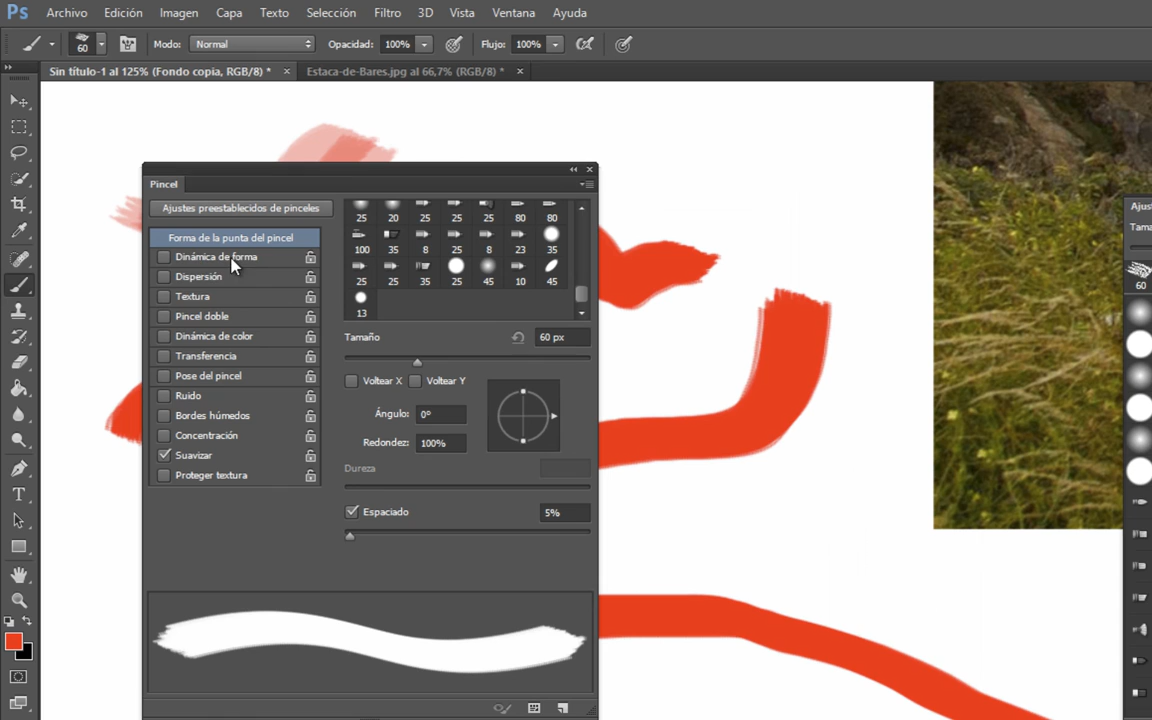 Ps Archivo Edición Imagen Capa Texto Selección Filtro 3D Vista Ventana Ayuda
60 Modo: Normal Opacidad: 100% Flujo: 100%
Sin título-1 al 125% (Fondo copia, RGB/8) * × Estaca-de-Bares.jpg al 66,7% (RGB/8) * ×
Pincel
Ajustes preestablecidos de pinceles
Forma de la punta del pincel
Dinámica de forma
Dispersión
Textura
Pincel doble
Dinámica de color
Transferencia
Pose del pincel
Ruido
Bordes húmedos
Concentración
Suavizar
Proteger textura
25 20 25 25 25 80 80
100 35 8 25 8 23 35
25 25 35 25 45 10 45
13
Tamaño 60 px
Voltear X Voltear Y
Ángulo: 0º
Redondez: 100%
Dureza
Espaciado 5%
Ajus
Tama
60
T